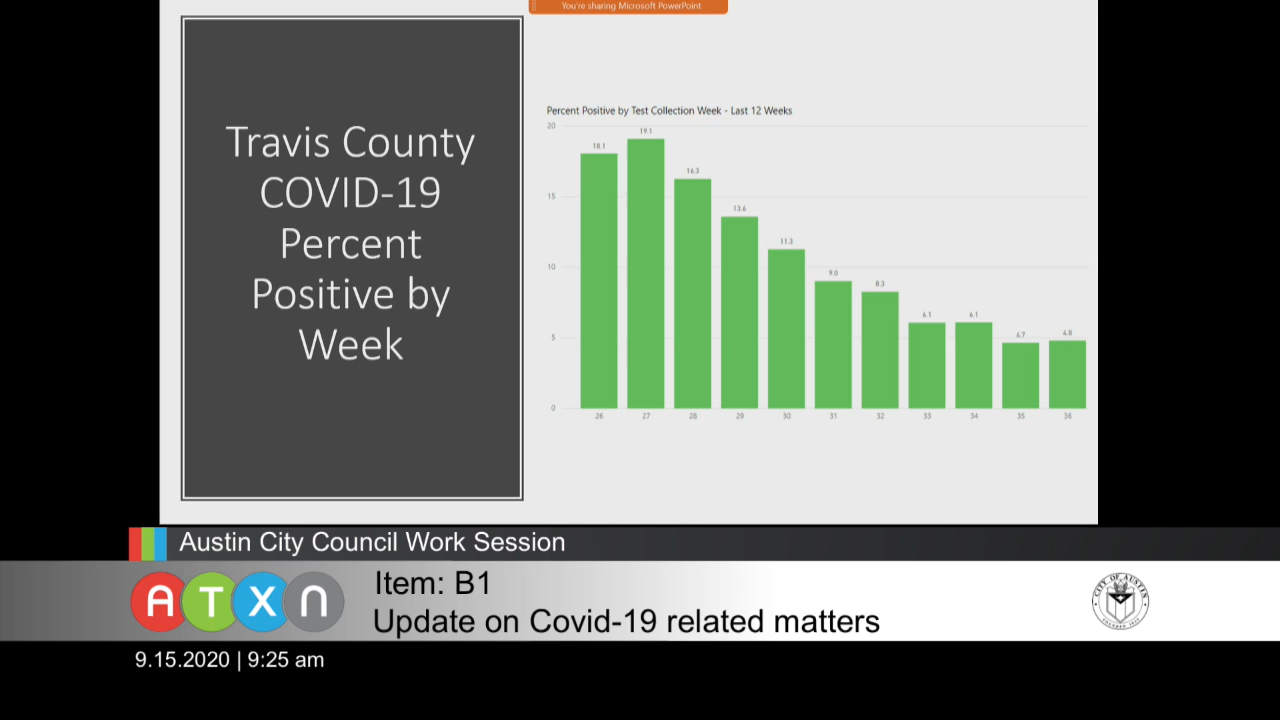 You're sharing Microsoft PowerPoint
Travis County
COVID-19
Percent
Positive by
Week
Percent Positive by Test Collection Week - Last 12 Weeks
20
15
10
5
0
18.1
19.1
16.3
13.6
11.3
9.0
8.3
6.1
6.1
4.7
4.8
26 27 28 29 30 31 32 33 34 35 36
Austin City Council Work Session
A T X N
Item: B1
Update on Covid-19 related matters
CITY OF AUSTIN
9.15.2020 | 9:25 am